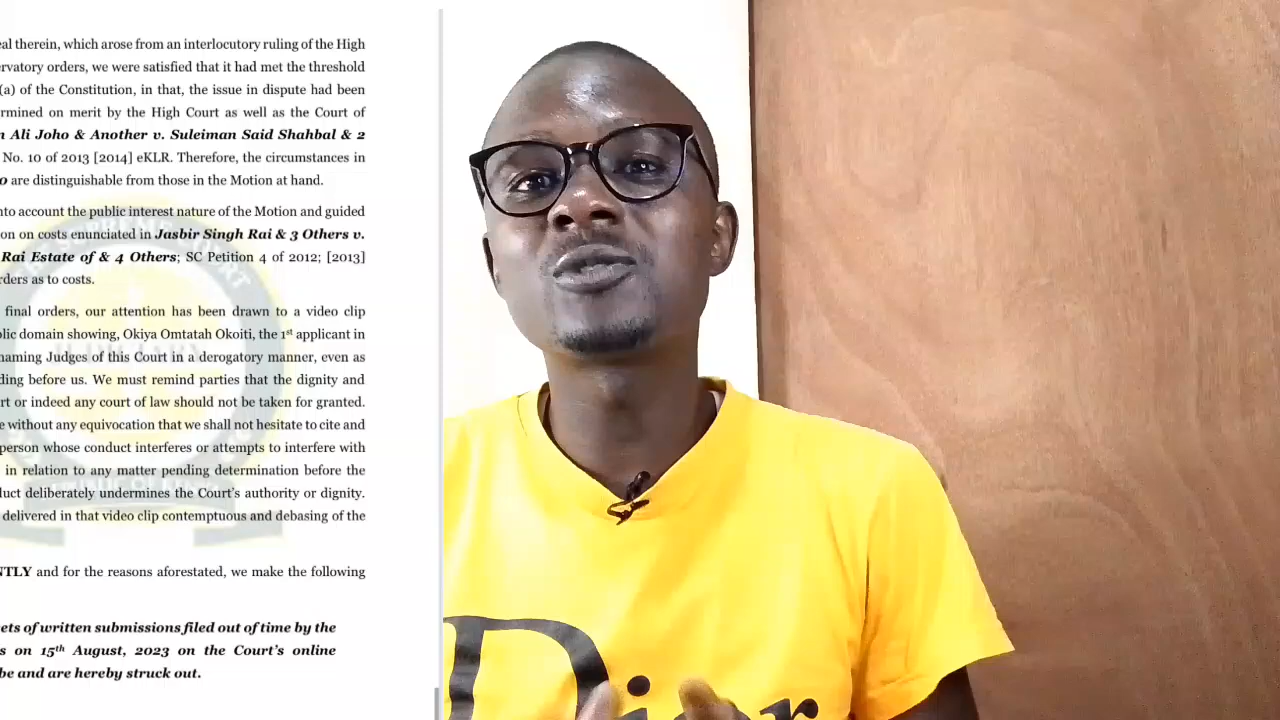 eal therein, which arose from an interlocutory ruling of the High
ervatory orders, we were satisfied that it had met the threshold
(a) of the Constitution, in that, the issue in dispute had been
rmined on merit by the High Court as well as the Court of
n Ali Joho & Another v. Suleiman Said Shahbal & 2
No. 10 of 2013 [2014] eKLR. Therefore, the circumstances in
o are distinguishable from those in the Motion at hand.
nto account the public interest nature of the Motion and guided
on on costs enunciated in Jasbir Singh Rai & 3 Others v.
Rai Estate of & 4 Others; SC Petition 4 of 2012; [2013]
rders as to costs.
final orders, our attention has been drawn to a video clip
blic domain showing, Okiya Omtatah Okoiti, the 1st applicant in
naming Judges of this Court in a derogatory manner, even as
ding before us. We must remind parties that the dignity and
rt or indeed any court of law should not be taken for granted.
e without any equivocation that we shall not hesitate to cite and
person whose conduct interferes or attempts to interfere with
in relation to any matter pending determination before the
duct deliberately undermines the Court's authority or dignity.
delivered in that video clip contemptuous and debasing of the
NTLY and for the reasons aforestated, we make the following
ets of written submissions filed out of time by the
s on 15th August, 2023 on the Court's online
be and are hereby struck out.
Dior